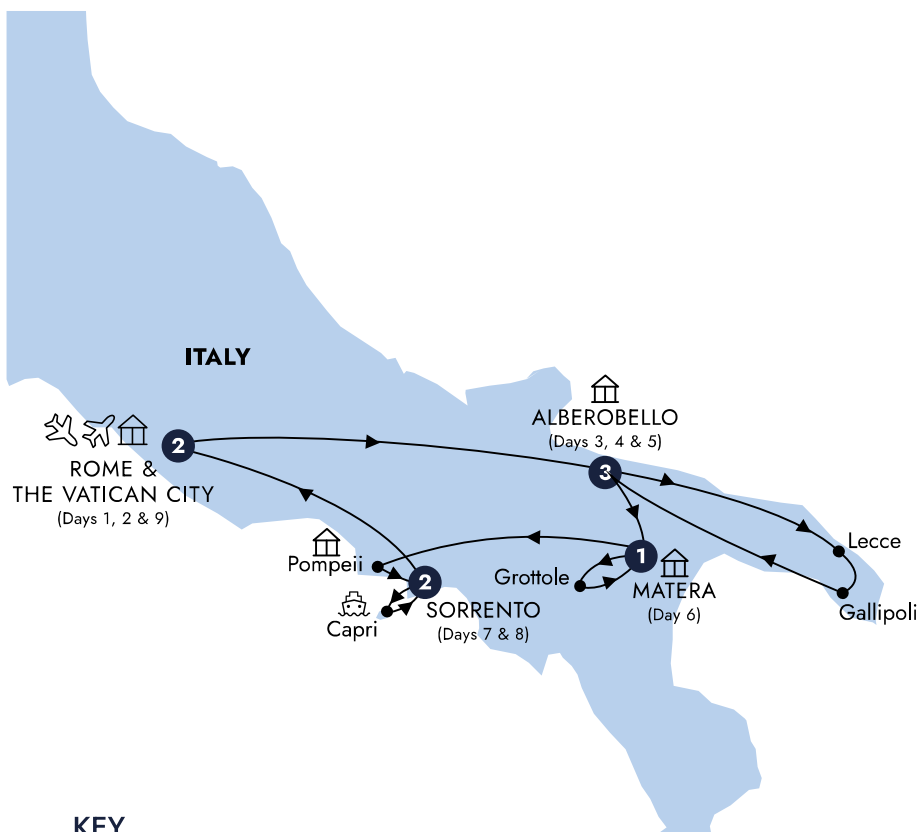 ITALY
ALBEROBELLO
(Days 3, 4 & 5)
2
ROME &
THE VATICAN CITY
(Days 1, 2 & 9)
3
Lecce
Pompeii
1
Grottole
MATERA
(Day 6)
2
SORRENTO
(Days 7 & 8)
Capri
Gallipoli
KEY